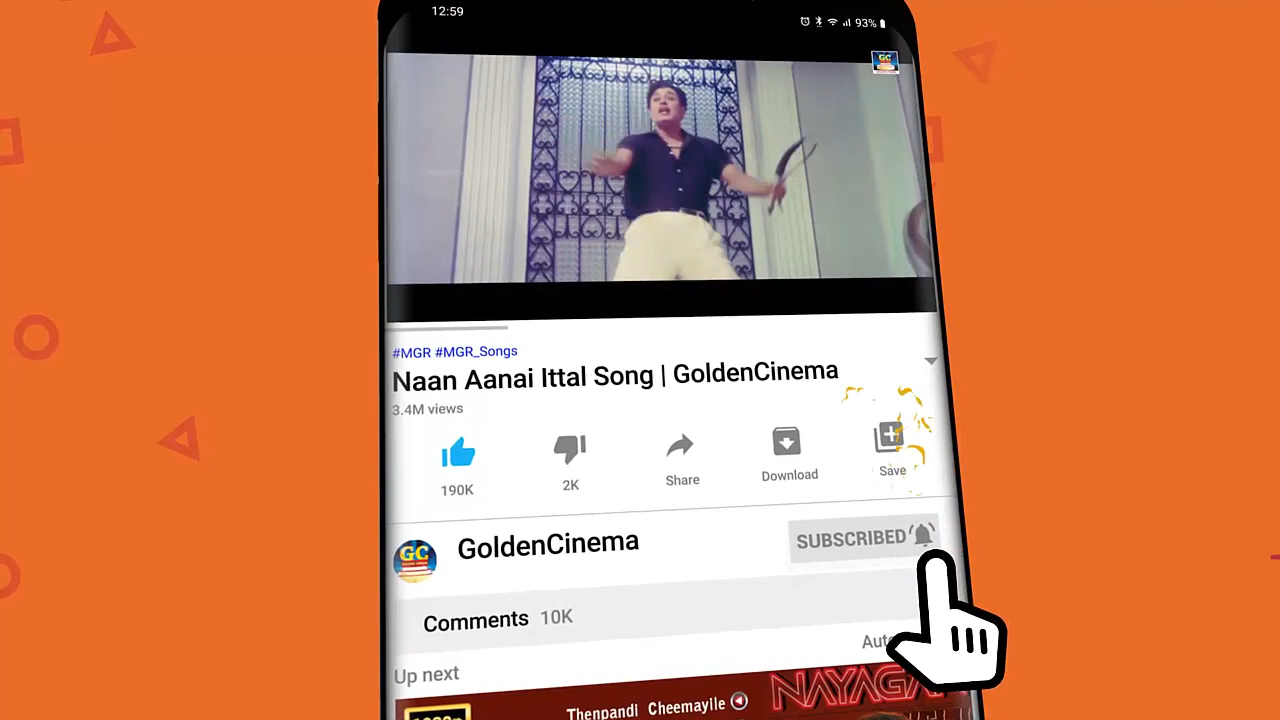 12:59
93%
GC
#MGR #MGR_Songs
Naan Aanai Ittal Song | GoldenCinema
3.4M views
190K
2K
Share
Download
Save
GC
GoldenCinema
SUBSCRIBED
Comments 10K
Up next
Thenpandi Cheemayile